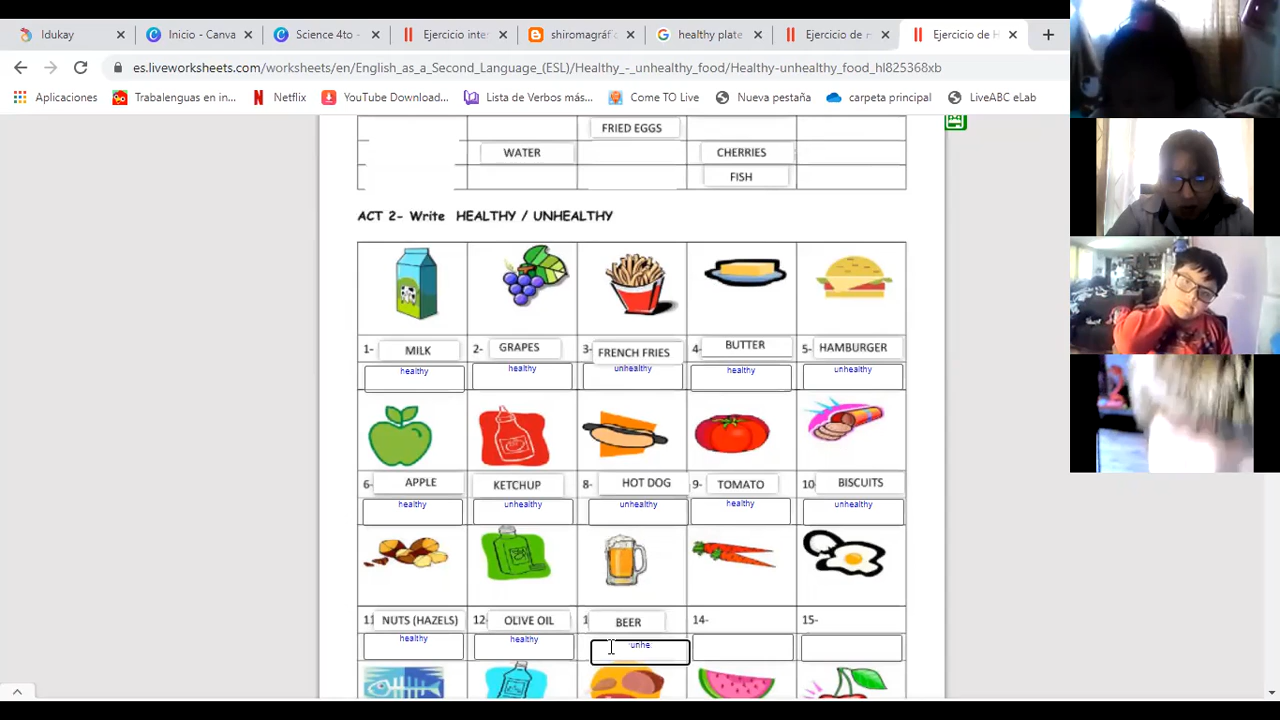 Idukay
Inicio - Canva
Science 4to -
Ejercicio inter
shiromagráf c
healthy plate
Ejercicio de m
Ejercicio de H
es.liveworksheets.com/worksheets/en/English_as_a_Second_Language_(ESL)/Healthy_-_unhealthy_food/Healthy-unhealthy_food_hl825368xb
Aplicaciones
Trabalenguas en in...
Netflix
YouTube Download...
Lista de Verbos más...
Come TO Live
Nueva pestaña
carpeta principal
LiveABC eLab
FRIED EGGS
WATER CHERRIES
FISH
ACT 2- Write HEALTHY / UNHEALTHY
1- MILK 2- GRAPES 3- FRENCH FRIES 4- BUTTER 5- HAMBURGER
healthy healthy unhealthy healthy unhealthy
6- APPLE KETCHUP 8- HOT DOG 9- TOMATO 10 BISCUITS
healthy unhealthy unhealthy healthy unhealthy
11 NUTS (HAZELS) 12- OLIVE OIL 1 BEER 14- 15-
healthy healthy unhe